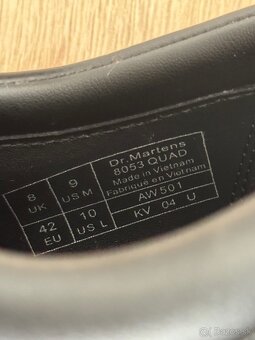 Dr.Martens
8053 QUAD
Made in Vietnam
Fabriqué en Vietnam
8 UK 9 US M AW501
42 EU 10 US L KV 04 U